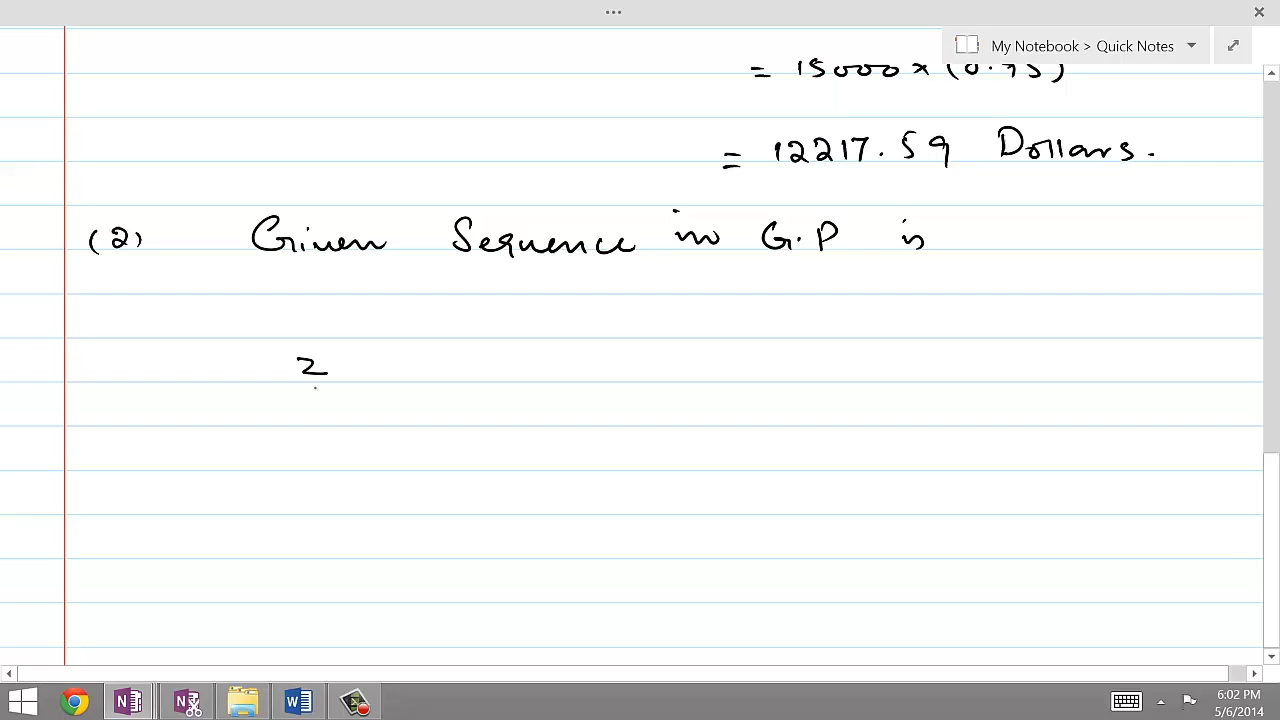 My Notebook > Quick Notes
= 15000 × (0.95)
= 12217.59 Dollars.
(2) Given Sequence in G.P is
2
6:02 PM
5/6/2014